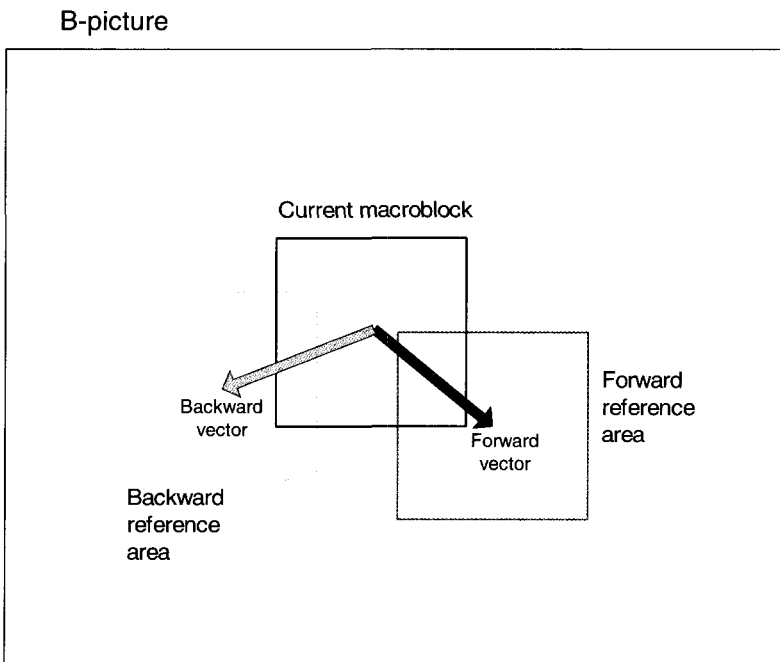 B-picture
Current macroblock
Backward
vector
Forward
vector
Forward
reference
area
Backward
reference
area